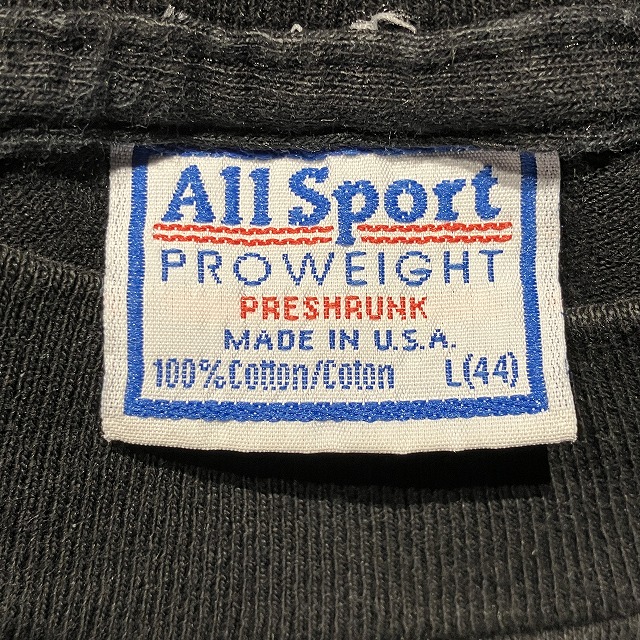 All Sport
PROWEIGHT
PRESHRUNK
MADE IN U.S.A.
100% Cotton/Coton L(44)